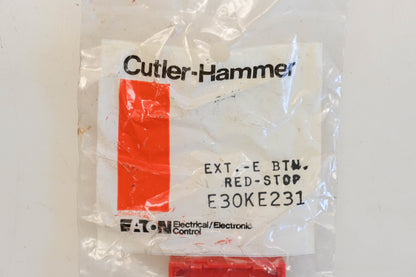 Cutler-Hammer
EXT.-E BTN.
RED-STOP
E30KE231
EATON Electrical/Electronic
Control